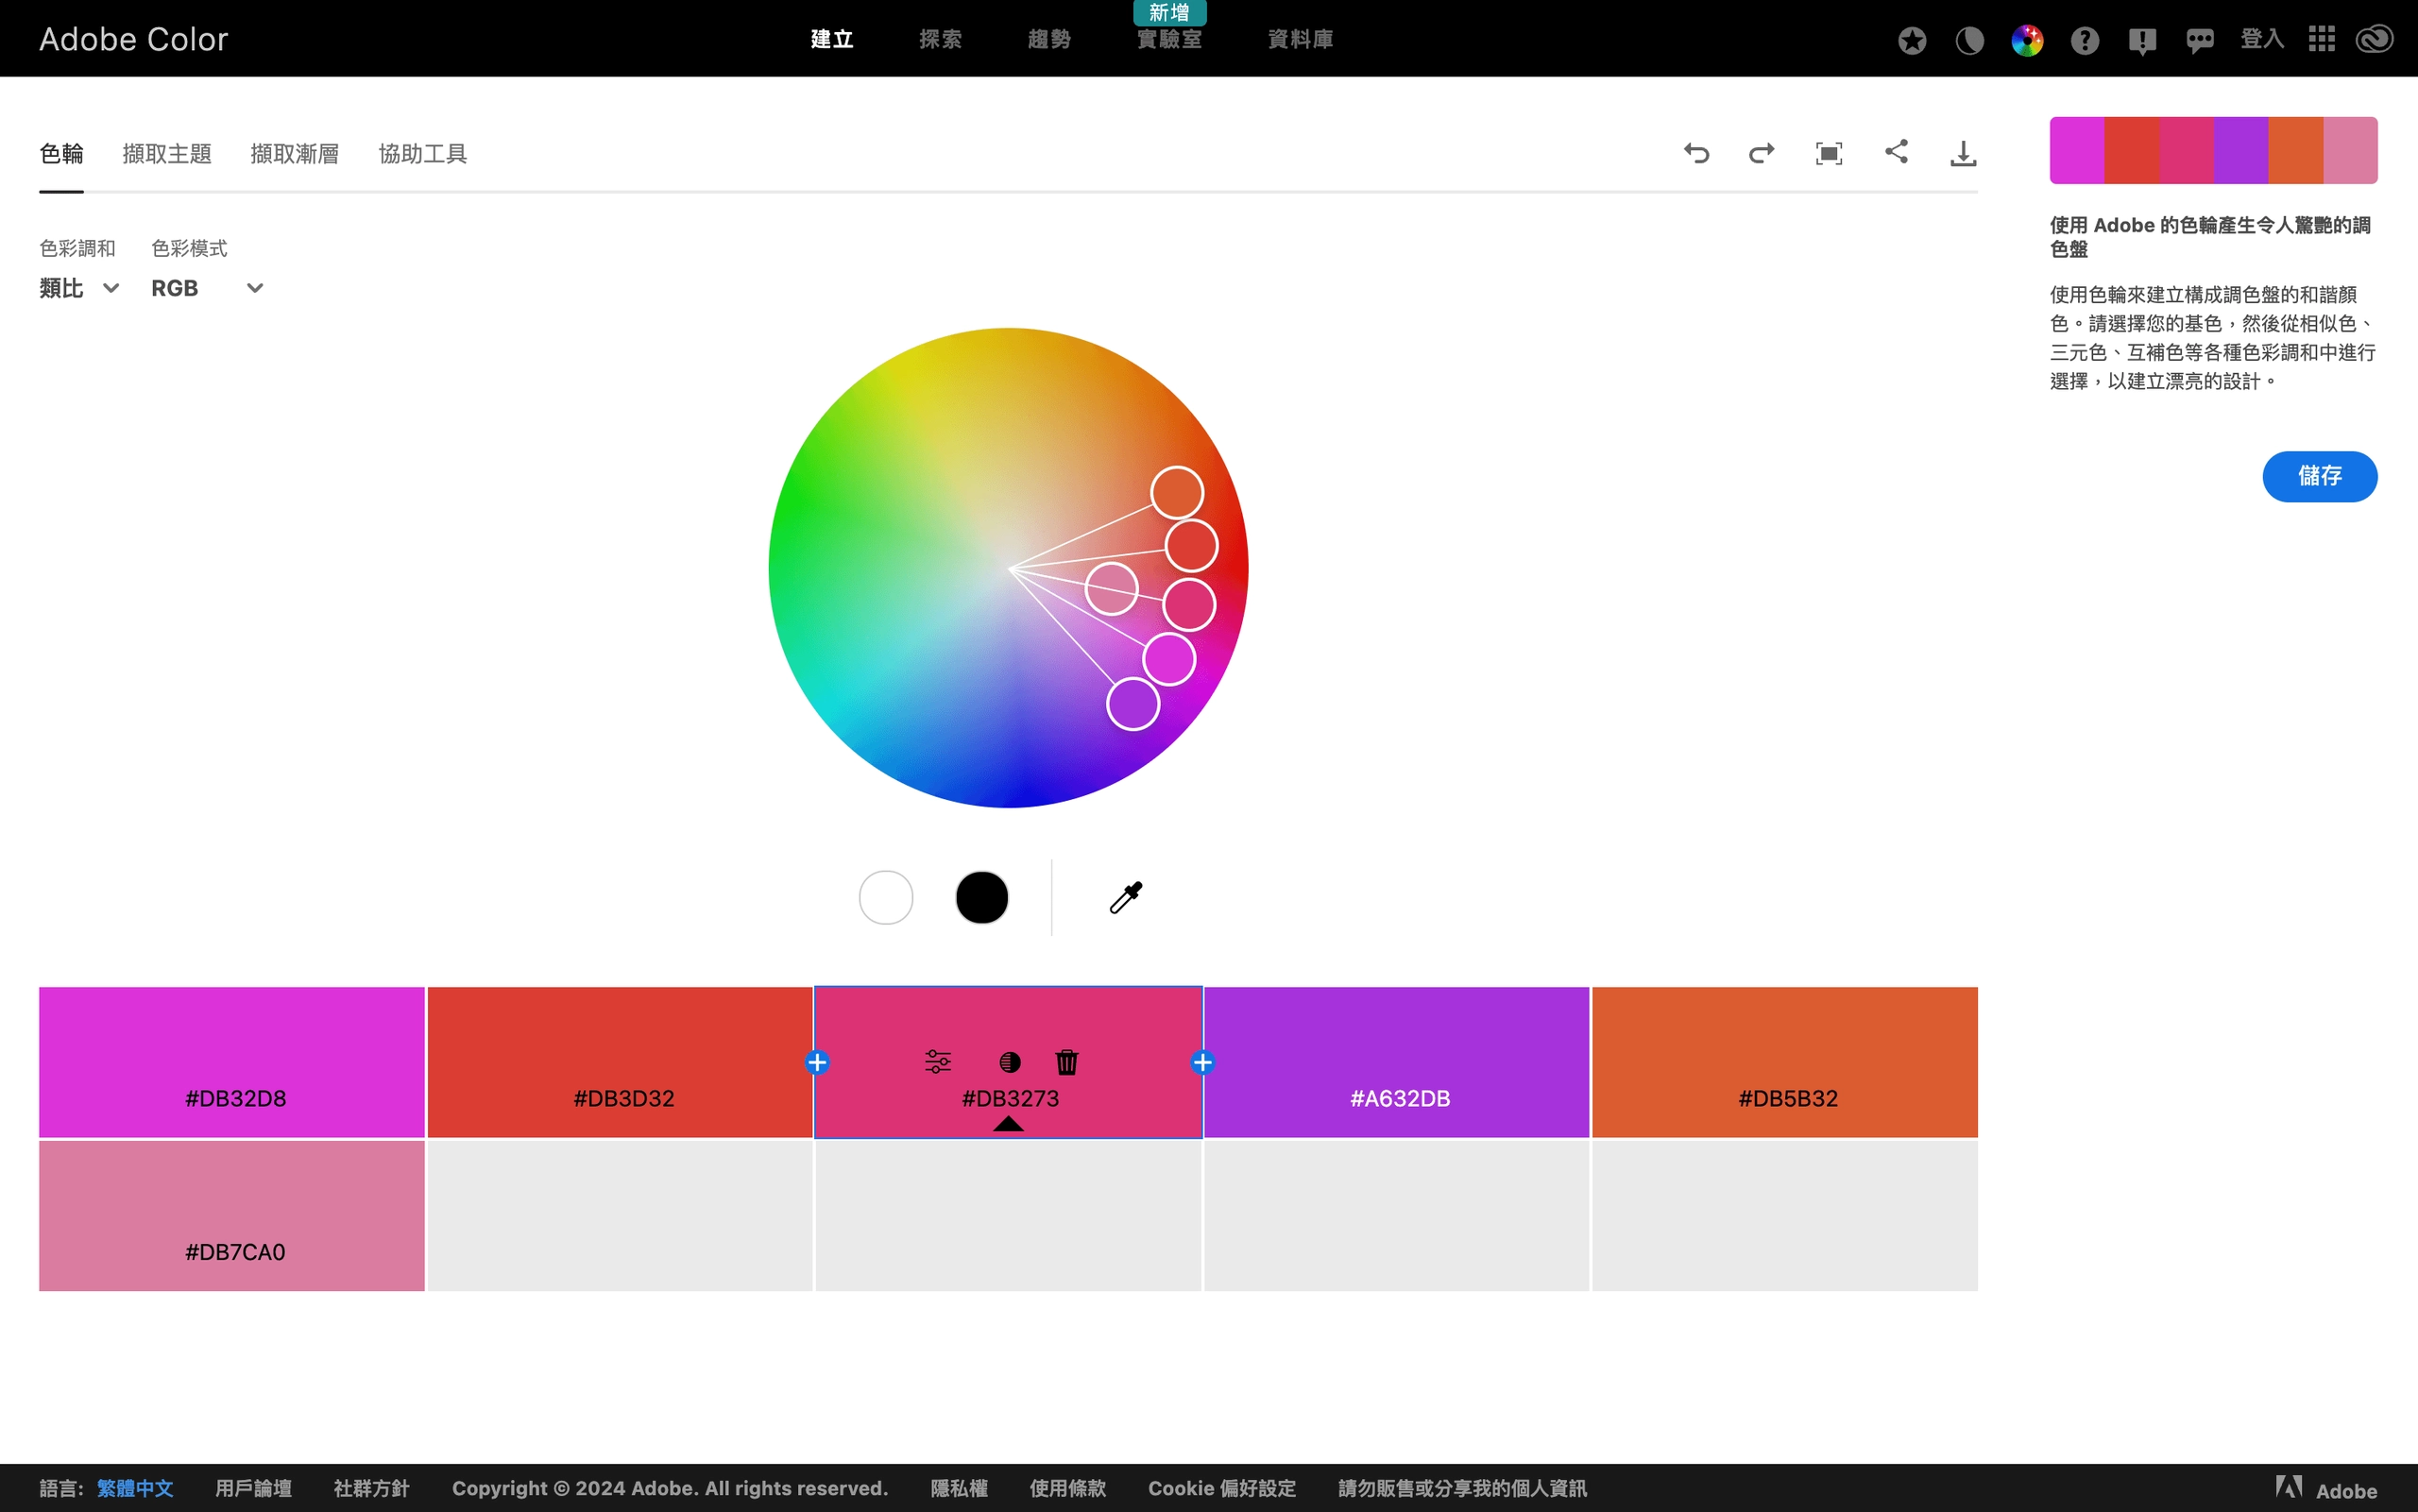 Adobe Color
建立
探索
趨勢
新增
實驗室
資料庫
登入
色輪
擷取主題
擷取漸層
協助工具
色彩調和
色彩模式
類比
RGB
使用 Adobe 的色輪產生令人驚艷的調
色盤
使用色輪來建立構成調色盤的和諧顏
色。請選擇您的基色，然後從相似色、
三元色、互補色等各種色彩調和中進行
選擇，以建立漂亮的設計。
儲存
#DB32D8
#DB3D32
#DB3273
#A632DB
#DB5B32
#DB7CA0
語言: 繁體中文
用戶論壇
社群方針
Copyright © 2024 Adobe. All rights reserved.
隱私權
使用條款
Cookie 偏好設定
請勿販售或分享我的個人資訊
Adobe